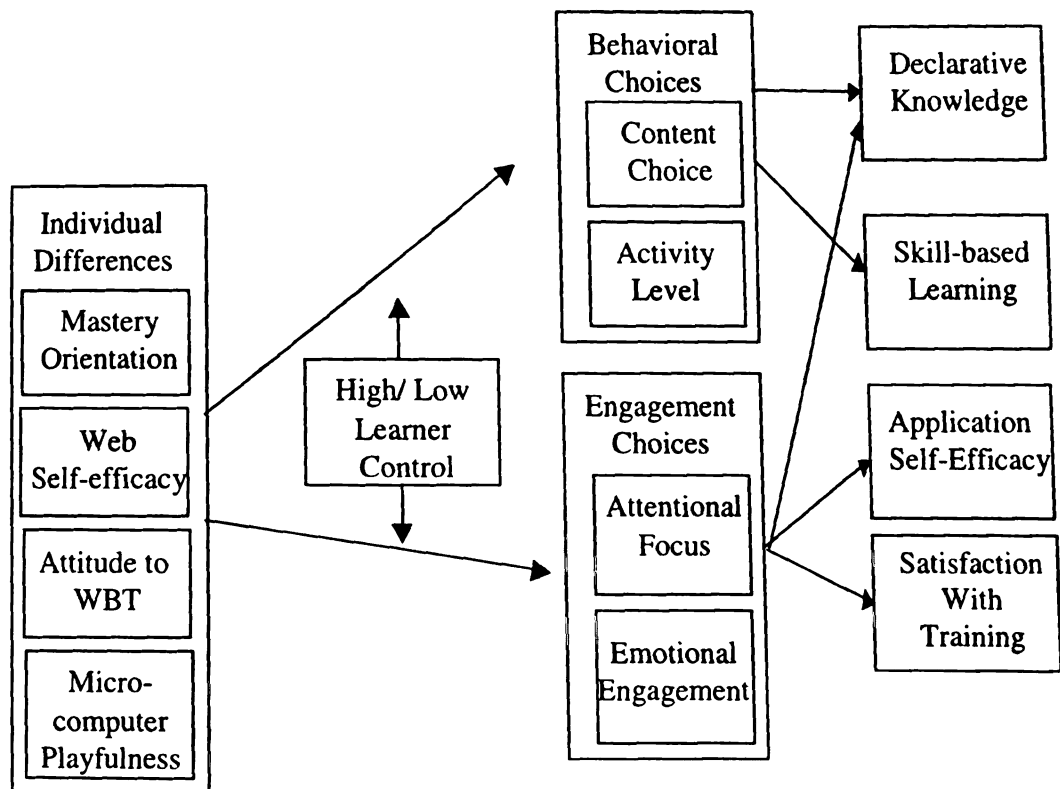 Individual
Differences
Mastery
Orientation
Web
Self-efficacy
Attitude to
WBT
Micro-
computer
Playfulness
High/ Low
Learner
Control
Behavioral
Choices
Content
Choice
Activity
Level
Engagement
Choices
Attentional
Focus
Emotional
Engagement
Declarative
Knowledge
Skill-based
Learning
Application
Self-Efficacy
Satisfaction
With
Training